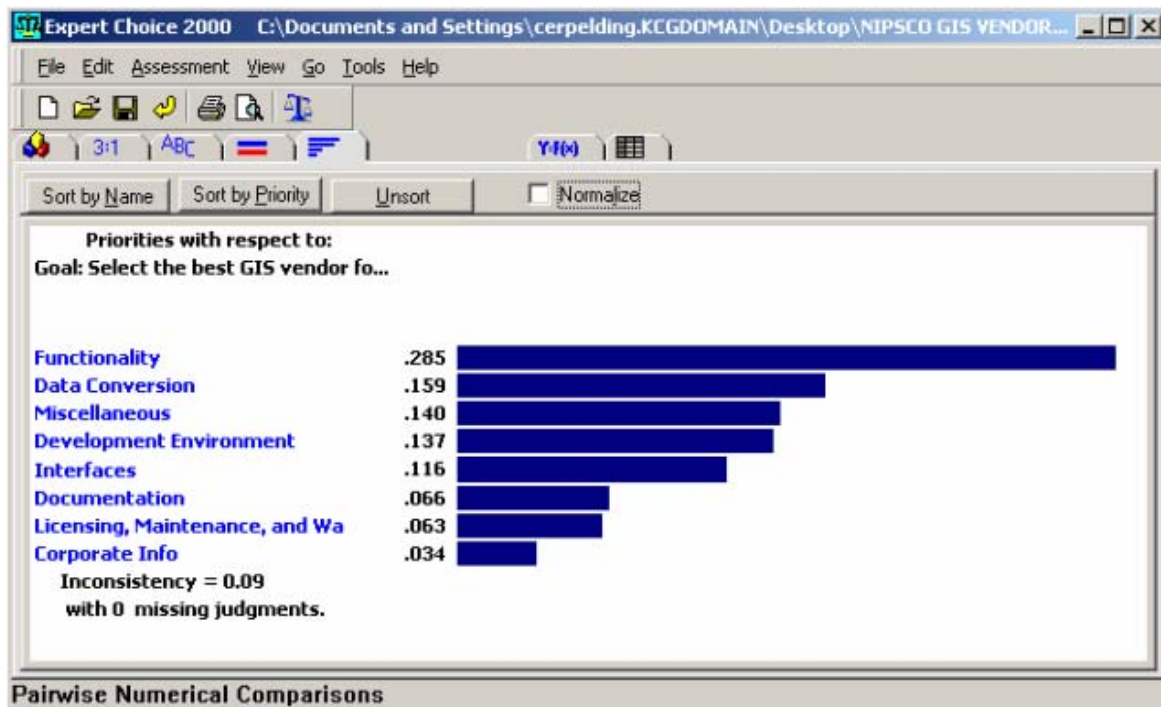 Expert Choice 2000 C:\Documents and Settings\cerpelding.KCGDOMAIN\Desktop\NIPSCO GIS VENDOR...
File Edit Assessment View Go Tools Help
3:1 ABC Y=F(x)
Sort by Name Sort by Priority Unsort Normalize
Priorities with respect to:
Goal: Select the best GIS vendor fo...
Functionality .285
Data Conversion .159
Miscellaneous .140
Development Environment .137
Interfaces .116
Documentation .066
Licensing, Maintenance, and Wa .063
Corporate Info .034
Inconsistency = 0.09
with 0 missing judgments.
Pairwise Numerical Comparisons